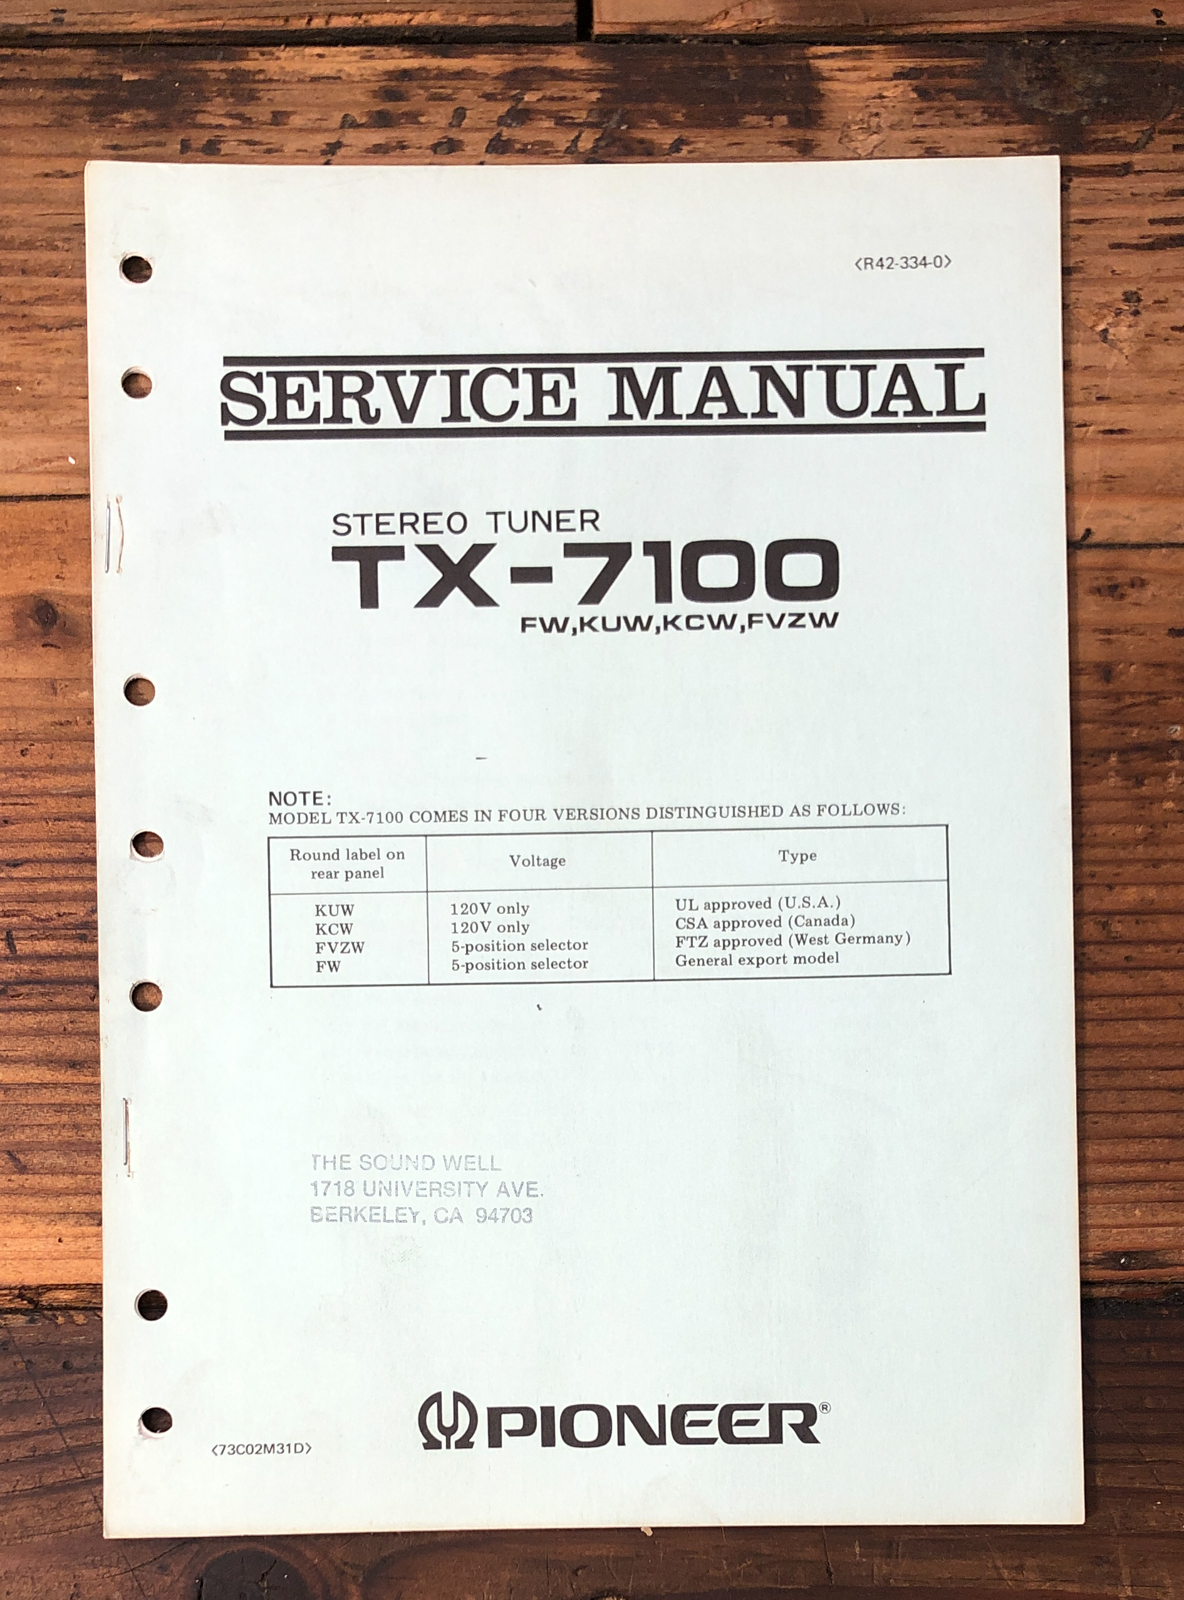 <R42-334-0>
SERVICE MANUAL
STEREO TUNER
TX-7100
FW,KUW,KCW,FVZW
NOTE:
MODEL TX-7100 COMES IN FOUR VERSIONS DISTINGUISHED AS FOLLOWS:
Round label on rear panel Voltage Type
KUW 120V only UL approved (U.S.A.)
KCW 120V only CSA approved (Canada)
FVZW 5-position selector FTZ approved (West Germany)
FW 5-position selector General export model
THE SOUND WELL
1718 UNIVERSITY AVE.
BERKELEY, CA 94703
PIONEER®
<73C02M31D>